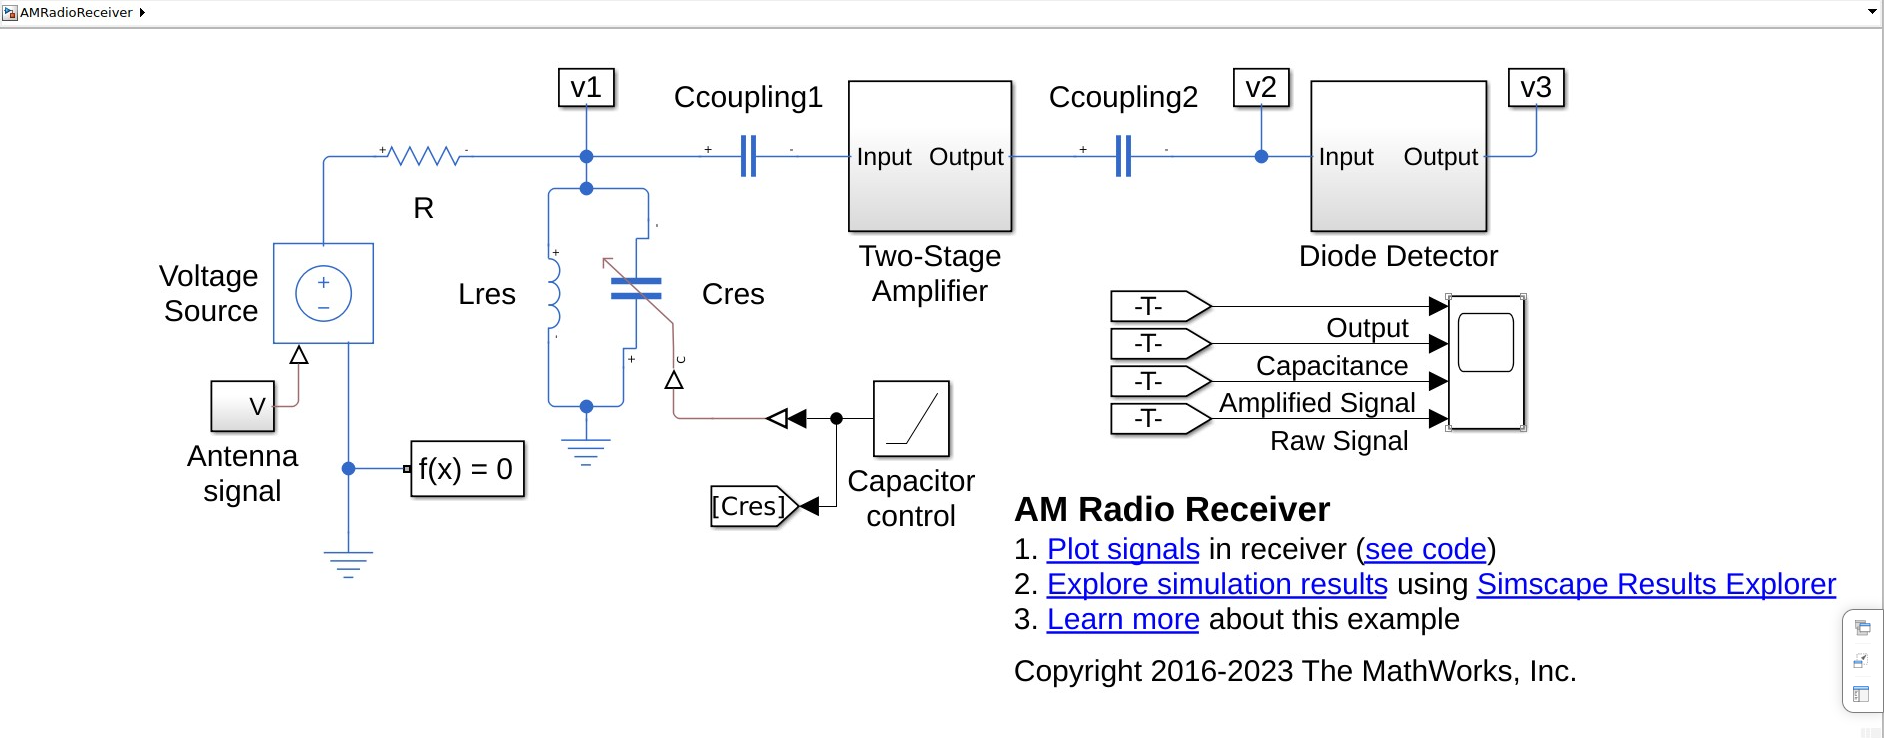 AMRadioReceiver
v1
Ccoupling1
Ccoupling2
v2
v3
+ -
+ -
Input Output
+ -
Input Output
R
Two-Stage
Amplifier
Diode Detector
Voltage
Source
+
−
Lres
+
-
Cres
-
+
C
-T-
Output
-T-
Capacitance
-T-
Amplified Signal
-T-
Raw Signal
V
Antenna
signal
f(x) = 0
Capacitor
control
[Cres]
AM Radio Receiver
1. Plot signals in receiver (see code)
2. Explore simulation results using Simscape Results Explorer
3. Learn more about this example
Copyright 2016-2023 The MathWorks, Inc.